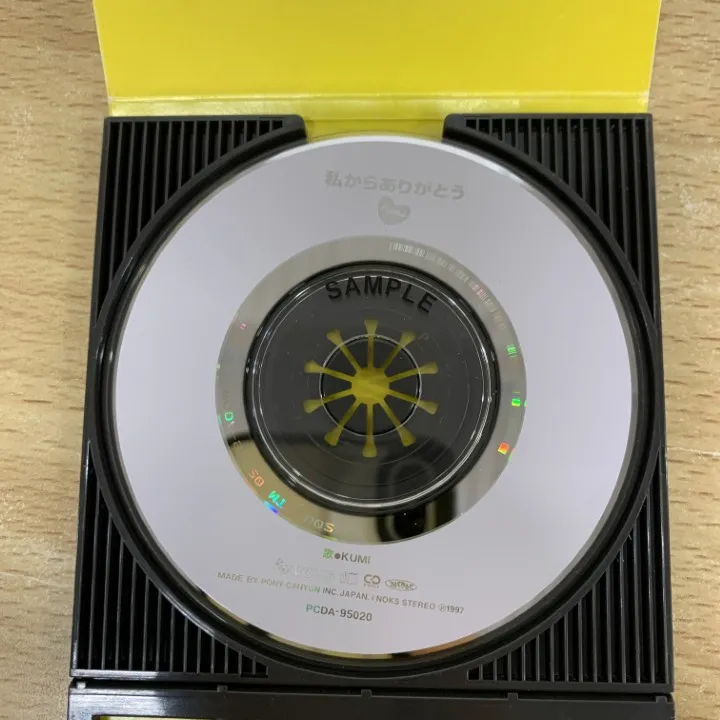 私からありがとう
SAMPLE
歌●KUMI
MADE BY PONY CANYON INC. JAPAN. / NOKS STEREO Ⓟ1997
PCDA-95020